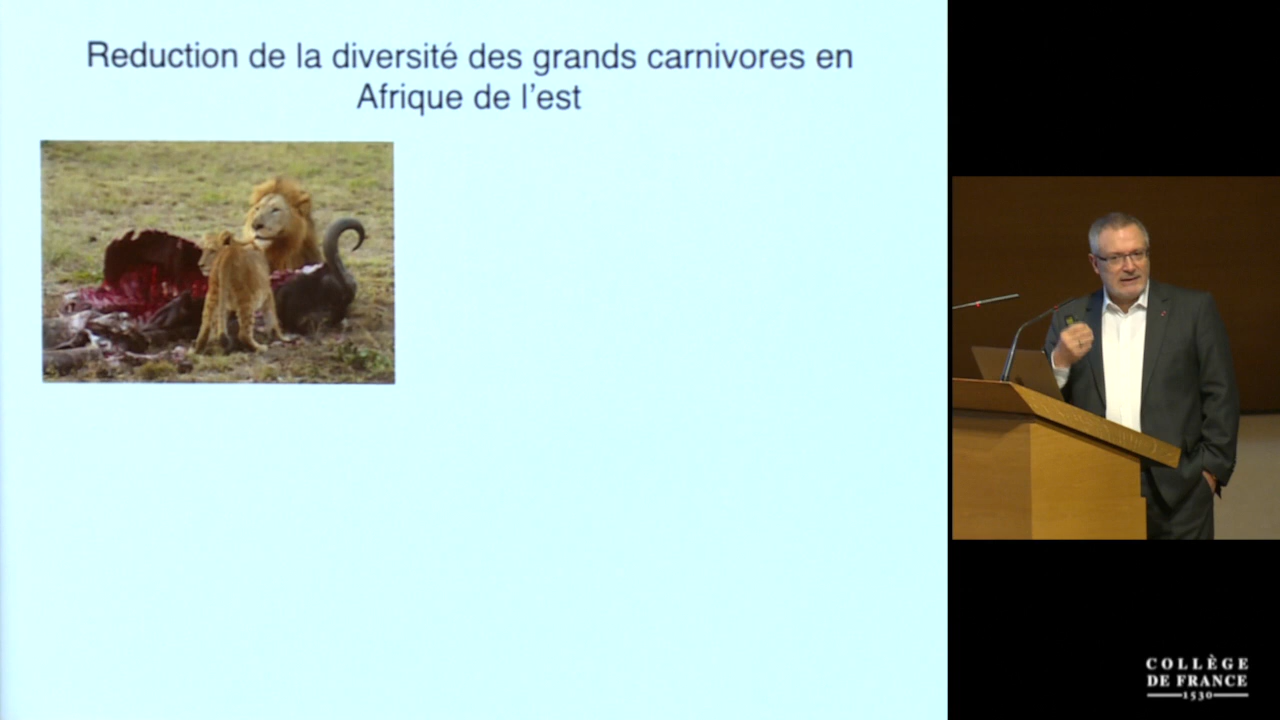 Reduction de la diversité des grands carnivores en
Afrique de l'est
COLLÈGE
DE FRANCE
1530